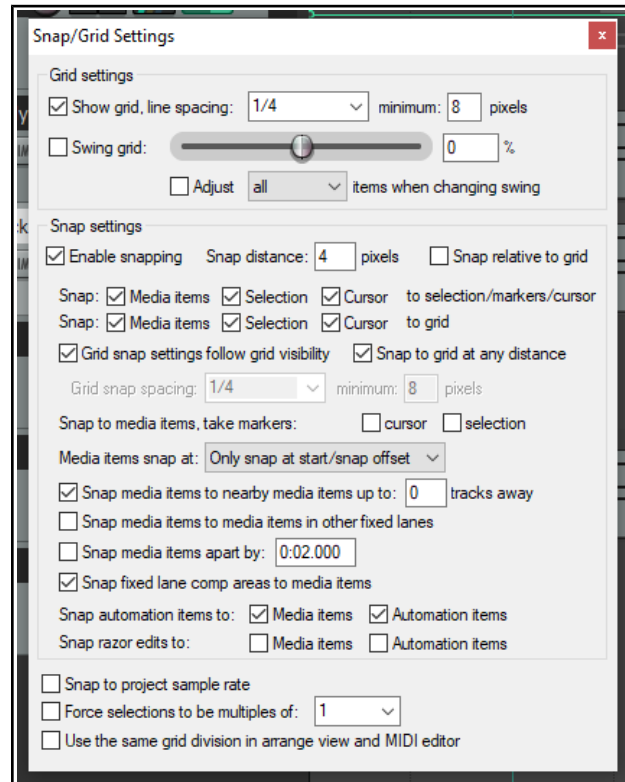 Snap/Grid Settings x
Grid settings
Show grid, line spacing: 1/4 minimum: 8 pixels
Swing grid: 0 %
Adjust all items when changing swing
Snap settings
Enable snapping Snap distance: 4 pixels Snap relative to grid
Snap: Media items Selection Cursor to selection/markers/cursor
Snap: Media items Selection Cursor to grid
Grid snap settings follow grid visibility Snap to grid at any distance
Grid snap spacing: 1/4 minimum: 8 pixels
Snap to media items, take markers: cursor selection
Media items snap at: Only snap at start/snap offset
Snap media items to nearby media items up to: 0 tracks away
Snap media items to media items in other fixed lanes
Snap media items apart by: 0:02.000
Snap fixed lane comp areas to media items
Snap automation items to: Media items Automation items
Snap razor edits to: Media items Automation items
Snap to project sample rate
Force selections to be multiples of: 1
Use the same grid division in arrange view and MIDI editor